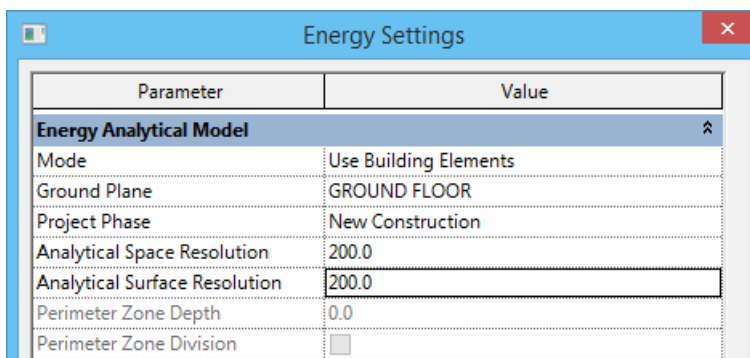 Energy Settings
Parameter Value
Energy Analytical Model
Mode Use Building Elements
Ground Plane GROUND FLOOR
Project Phase New Construction
Analytical Space Resolution 200.0
Analytical Surface Resolution 200.0
Perimeter Zone Depth 0.0
Perimeter Zone Division